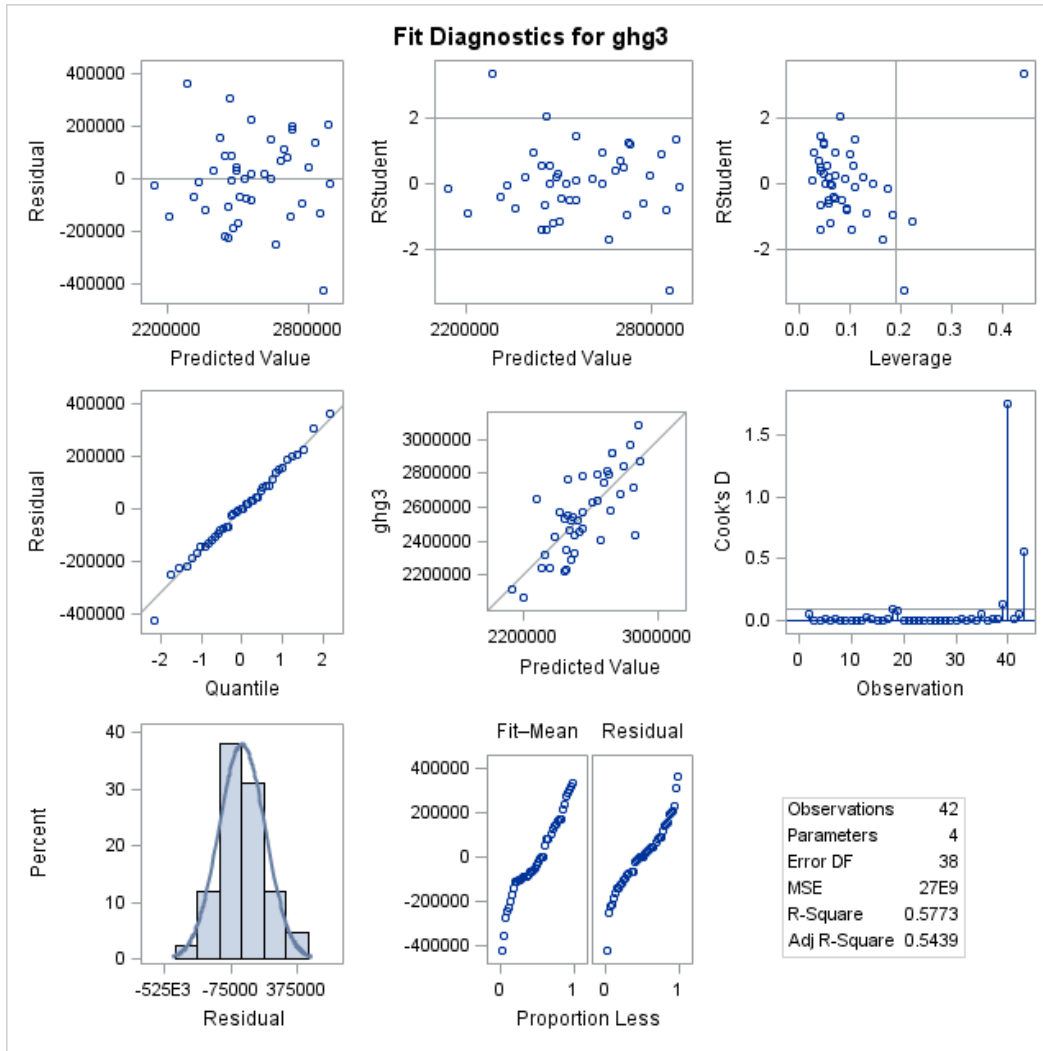 Fit Diagnostics for ghg3
400000
200000
0
-200000
-400000
Residual
2200000 2800000
Predicted Value
2
0
-2
RStudent
2200000 2800000
Predicted Value
2
0
-2
RStudent
0.0 0.1 0.2 0.3 0.4
Leverage
400000
200000
0
-200000
-400000
Residual
-2 -1 0 1 2
Quantile
3000000
2800000
2600000
2400000
2200000
ghg3
2200000 3000000
Predicted Value
1.5
1.0
0.5
0.0
Cook's D
0 10 20 30 40
Observation
40
30
20
10
0
Percent
-525E3 -75000 375000
Residual
Fit–Mean Residual
400000
200000
0
-200000
-400000
0 1 0 1
Proportion Less
Observations 42
Parameters 4
Error DF 38
MSE 27E9
R-Square 0.5773
Adj R-Square 0.5439